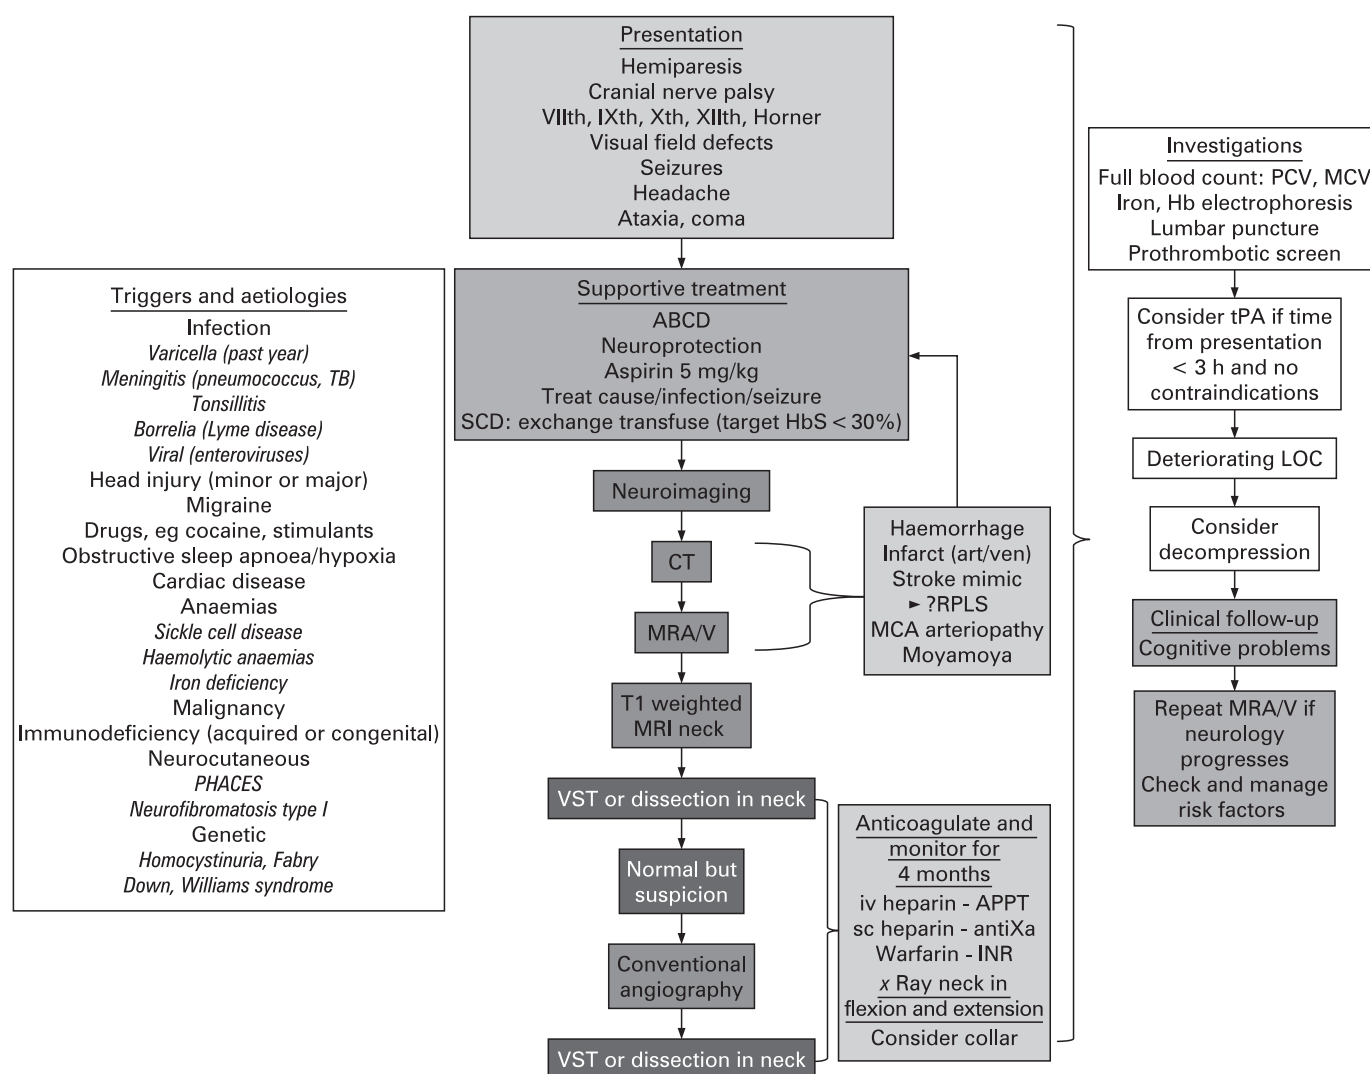 Presentation
Hemiparesis
Cranial nerve palsy
VIIth, IXth, Xth, XIIth, Horner
Visual field defects
Seizures
Headache
Ataxia, coma
Triggers and aetiologies
Infection
Varicella (past year)
Meningitis (pneumococcus, TB)
Tonsillitis
Borrelia (Lyme disease)
Viral (enteroviruses)
Head injury (minor or major)
Migraine
Drugs, eg cocaine, stimulants
Obstructive sleep apnoea/hypoxia
Cardiac disease
Anaemias
Sickle cell disease
Haemolytic anaemias
Iron deficiency
Malignancy
Immunodeficiency (acquired or congenital)
Neurocutaneous
PHACES
Neurofibromatosis type I
Genetic
Homocystinuria, Fabry
Down, Williams syndrome
Supportive treatment
ABCD
Neuroprotection
Aspirin 5 mg/kg
Treat cause/infection/seizure
SCD: exchange transfuse (target HbS < 30%)
Neuroimaging
CT
MRA/V
T1 weighted
MRI neck
VST or dissection in neck
Normal but
suspicion
Conventional
angiography
VST or dissection in neck
Haemorrhage
Infarct (art/ven)
Stroke mimic
► ?RPLS
MCA arteriopathy
Moyamoya
Anticoagulate and
monitor for
4 months
iv heparin - APPT
sc heparin - antiXa
Warfarin - INR
x Ray neck in
flexion and extension
Consider collar
Investigations
Full blood count: PCV, MCV
Iron, Hb electrophoresis
Lumbar puncture
Prothrombotic screen
Consider tPA if time
from presentation
< 3 h and no
contraindications
Deteriorating LOC
Consider
decompression
Clinical follow-up
Cognitive problems
Repeat MRA/V if
neurology
progresses
Check and manage
risk factors